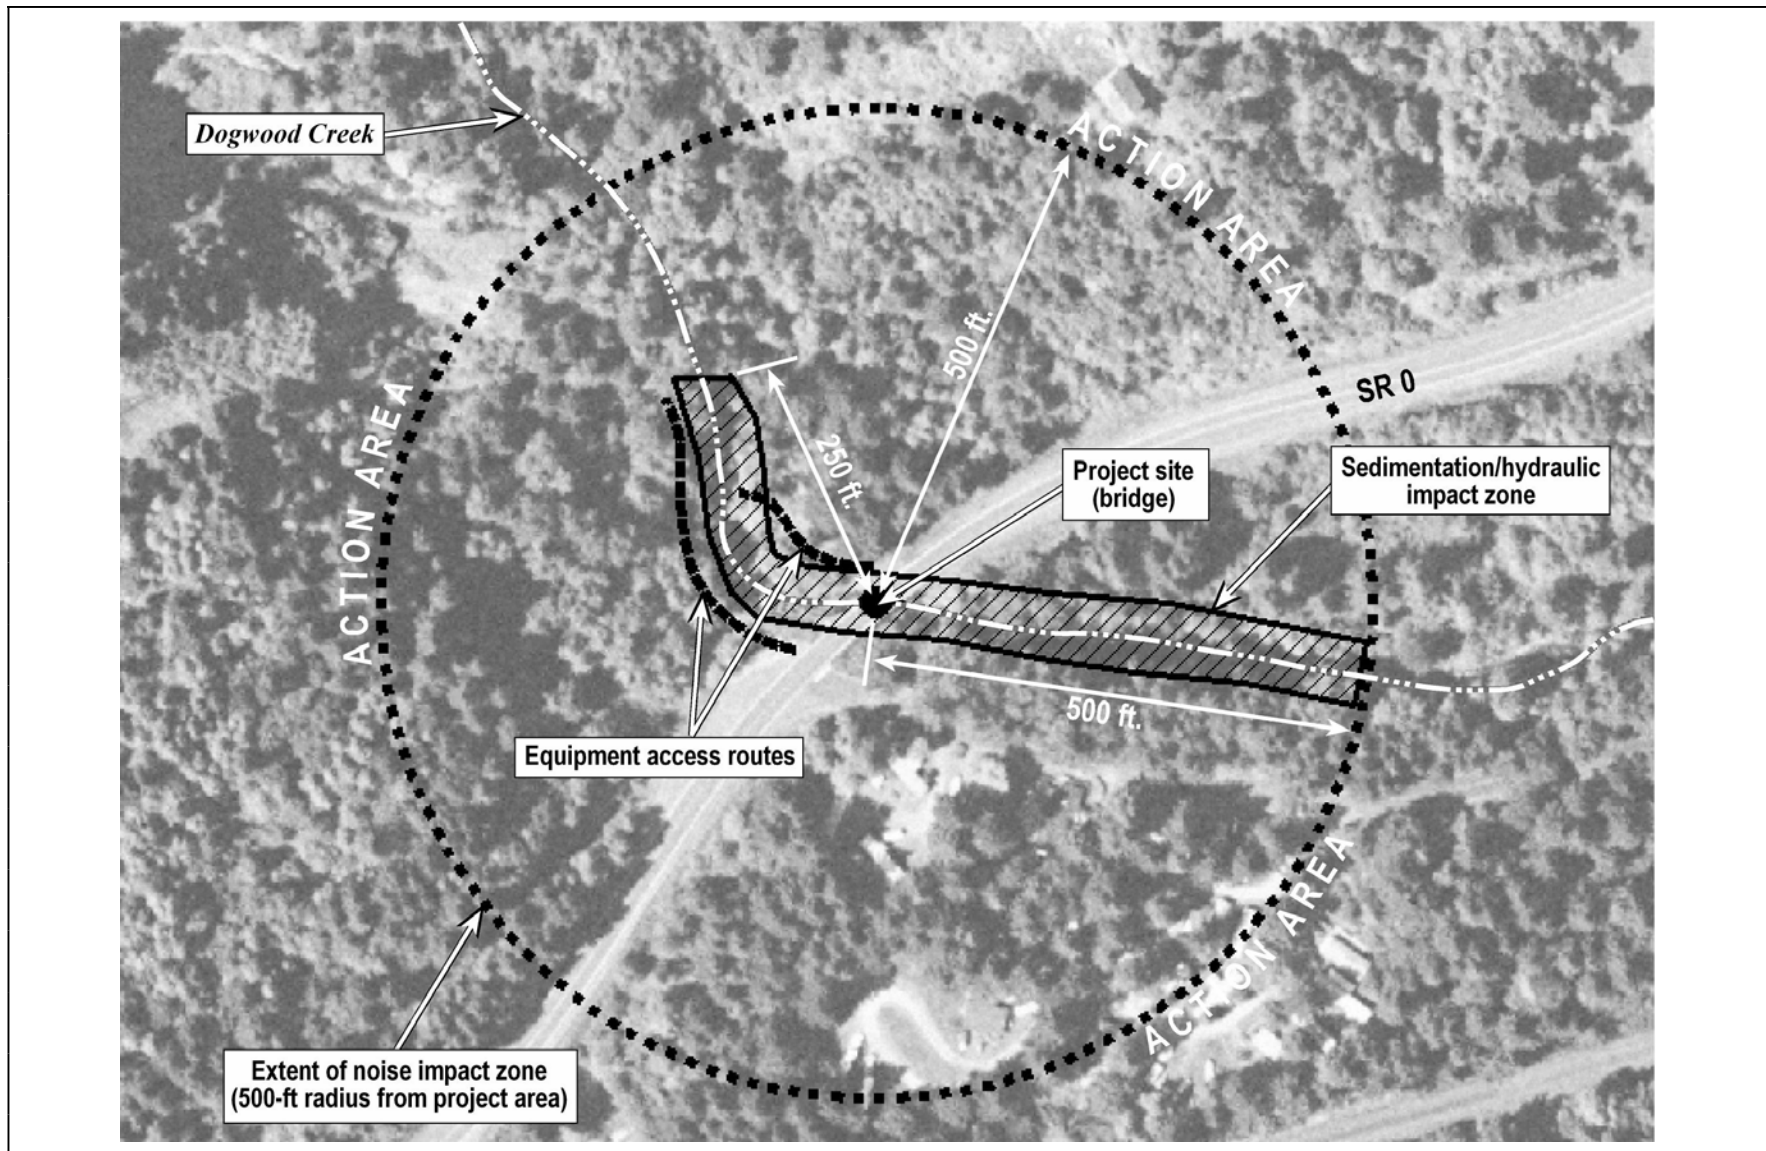 Dogwood Creek
ACTION AREA
500 ft.
SR 0
ACTION AREA
250 ft.
Project site
(bridge)
Sedimentation/hydraulic
impact zone
500 ft.
Equipment access routes
ACTION AREA
Extent of noise impact zone
(500-ft radius from project area)